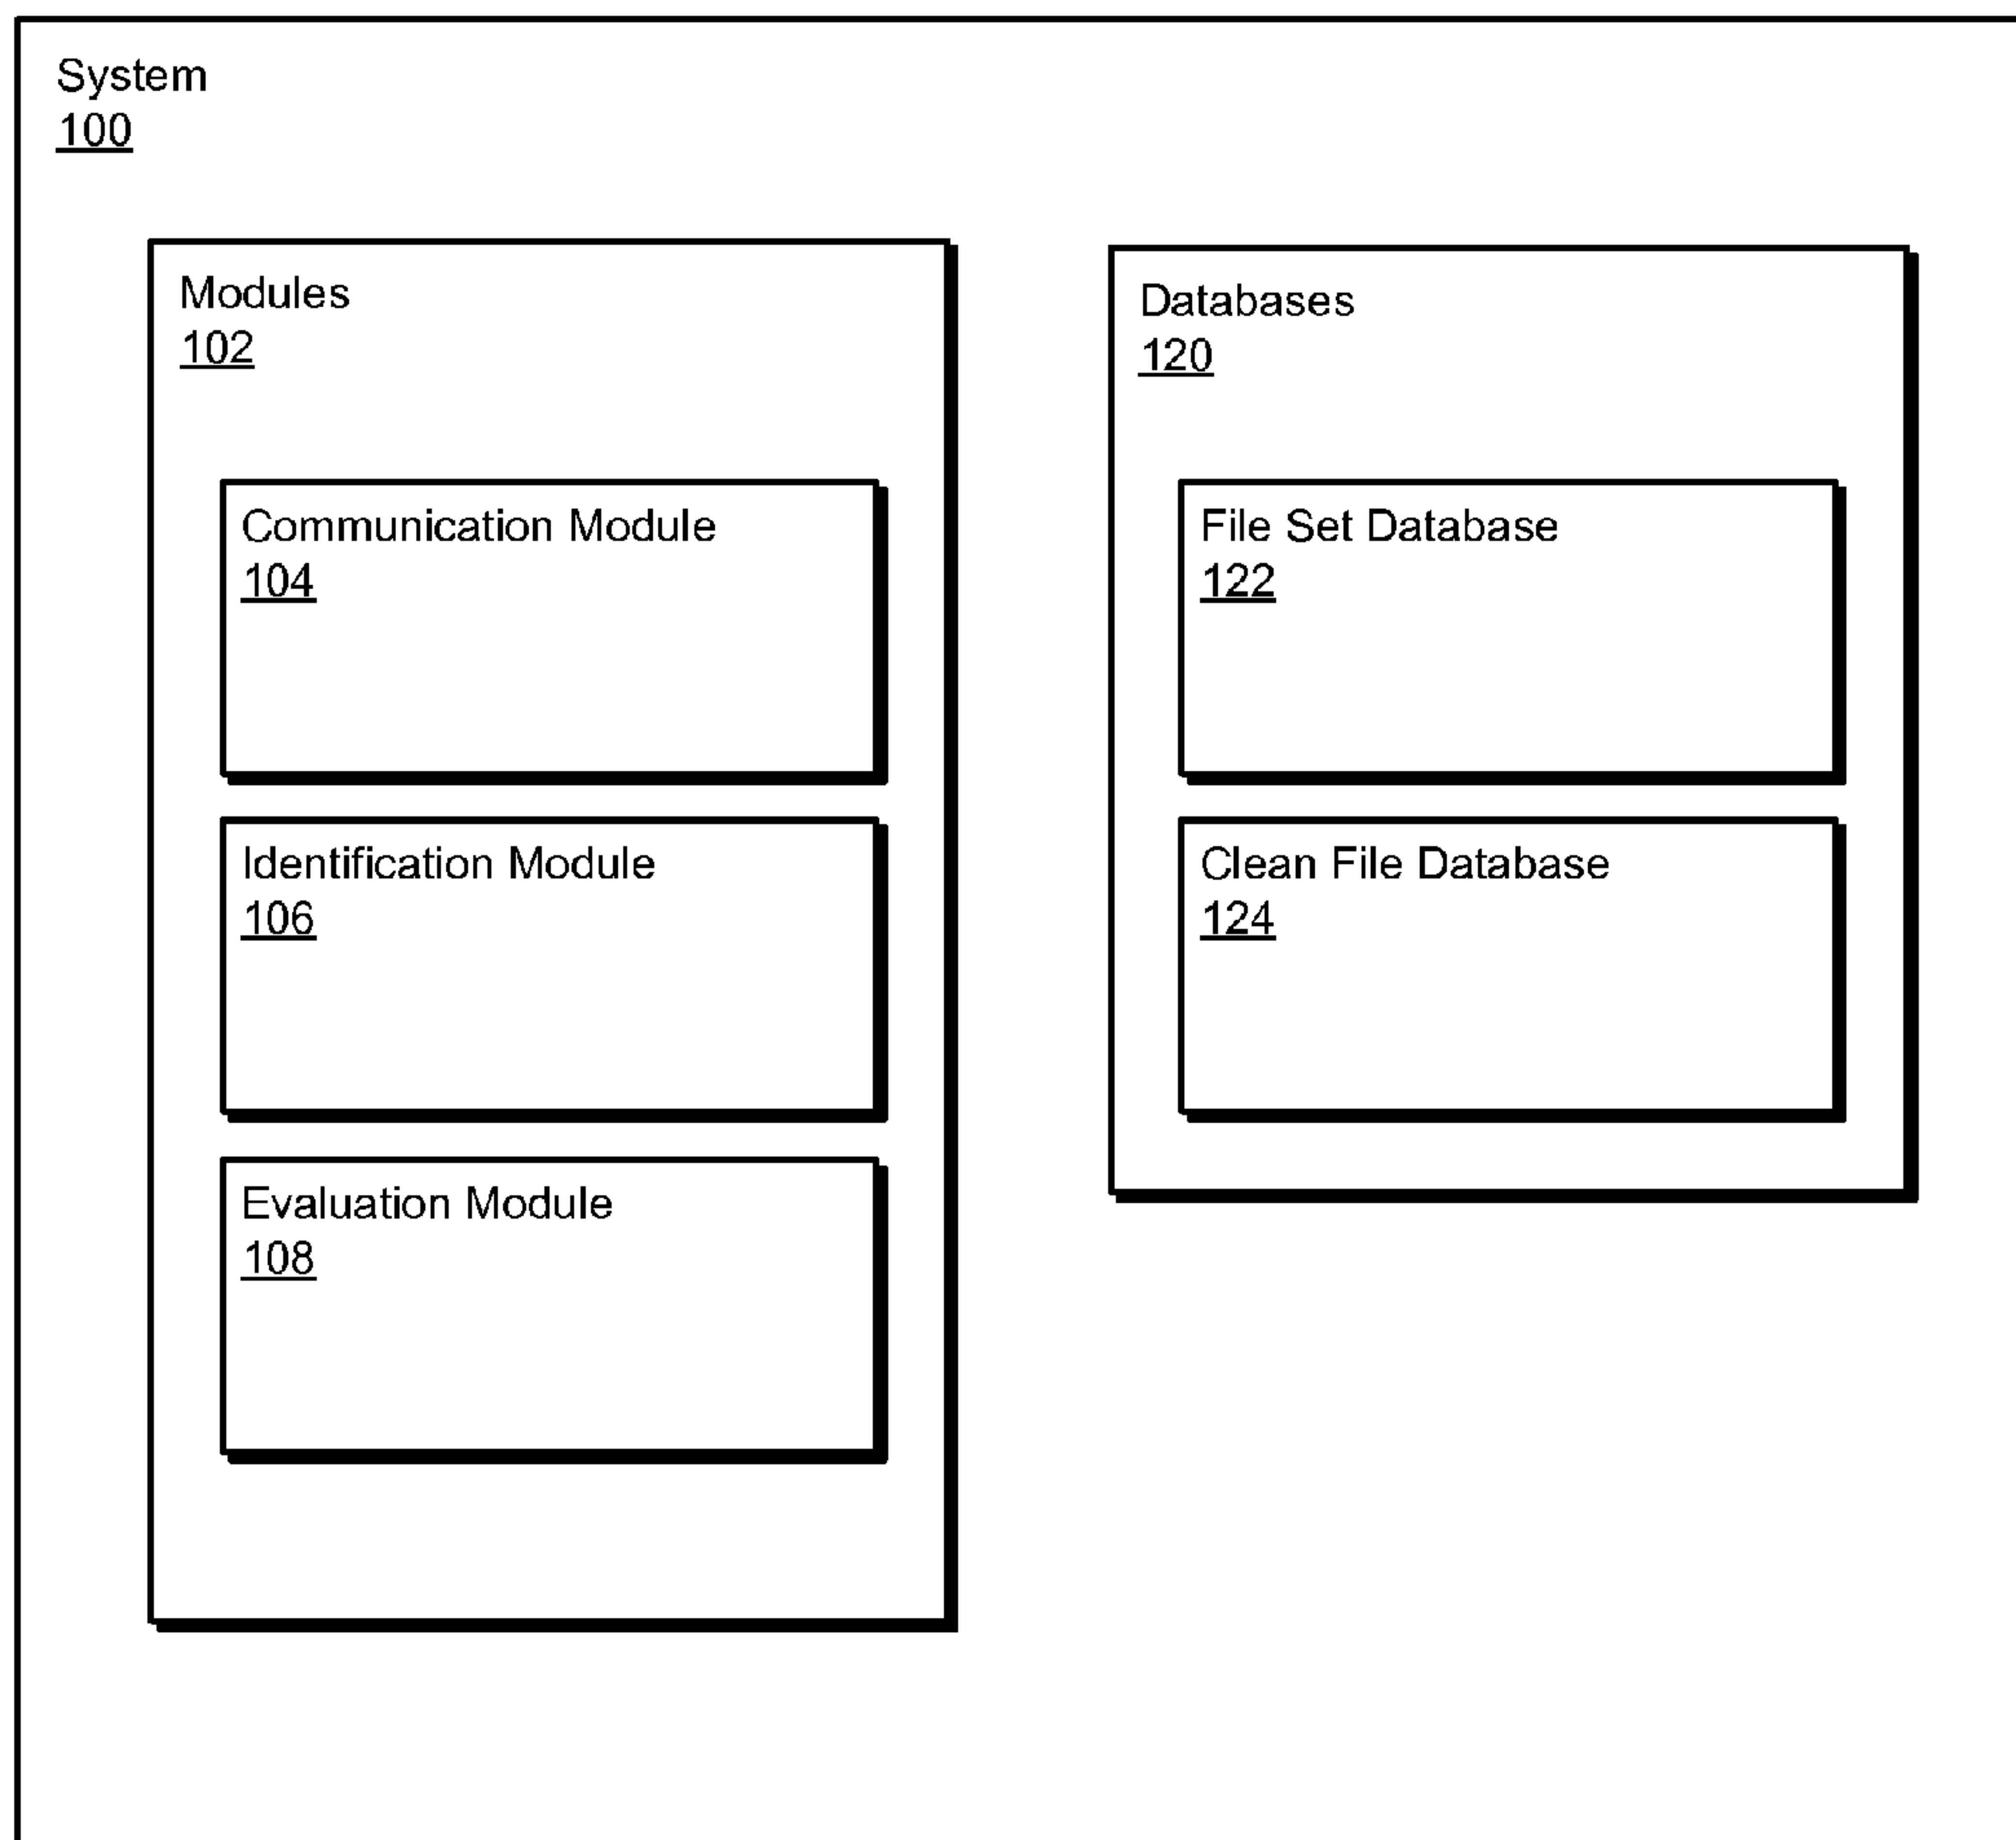 System
100
Modules
102
Communication Module
104
Identification Module
106
Evaluation Module
108
Databases
120
File Set Database
122
Clean File Database
124